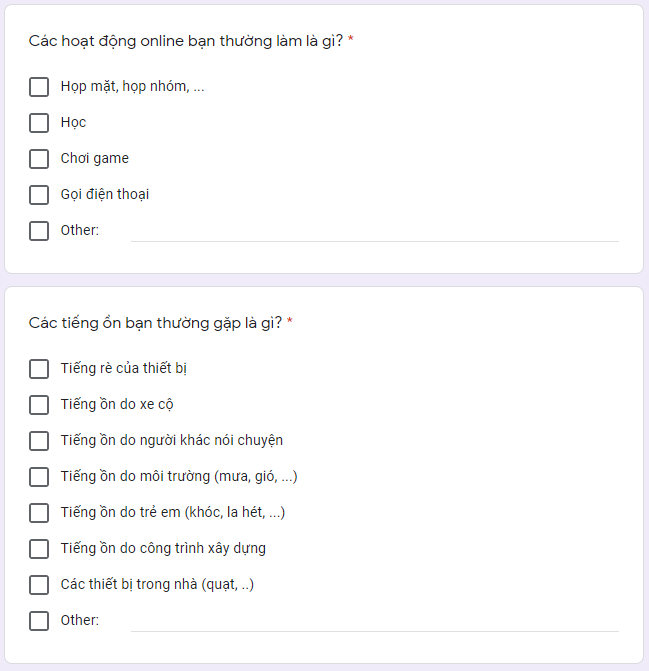 Các hoạt động online bạn thường làm là gì? *
Họp mặt, họp nhóm, ...
Học
Chơi game
Gọi điện thoại
Other:
Các tiếng ồn bạn thường gặp là gì? *
Tiếng rè của thiết bị
Tiếng ồn do xe cộ
Tiếng ồn do người khác nói chuyện
Tiếng ồn do môi trường (mưa, gió, ...)
Tiếng ồn do trẻ em (khóc, la hét, ...)
Tiếng ồn do công trình xây dựng
Các thiết bị trong nhà (quạt, ..)
Other: